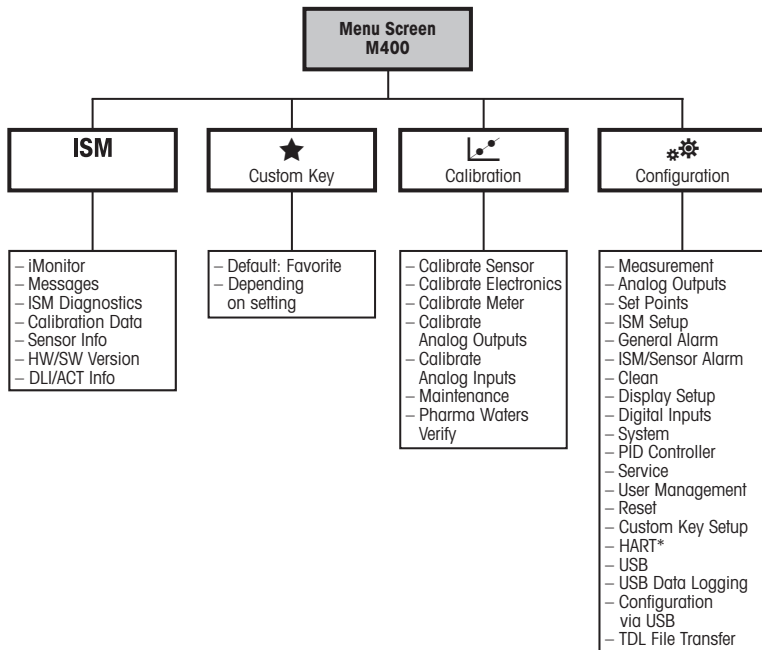 Menu Screen
M400
ISM
Custom Key
Calibration
Configuration
– iMonitor
– Messages
– ISM Diagnostics
– Calibration Data
– Sensor Info
– HW/SW Version
– DLI/ACT Info
– Default: Favorite
– Depending
on setting
– Calibrate Sensor
– Calibrate Electronics
– Calibrate Meter
– Calibrate
Analog Outputs
– Calibrate
Analog Inputs
– Maintenance
– Pharma Waters
Verify
– Measurement
– Analog Outputs
– Set Points
– ISM Setup
– General Alarm
– ISM/Sensor Alarm
– Clean
– Display Setup
– Digital Inputs
– System
– PID Controller
– Service
– User Management
– Reset
– Custom Key Setup
– HART*
– USB
– USB Data Logging
– Configuration
via USB
– TDL File Transfer